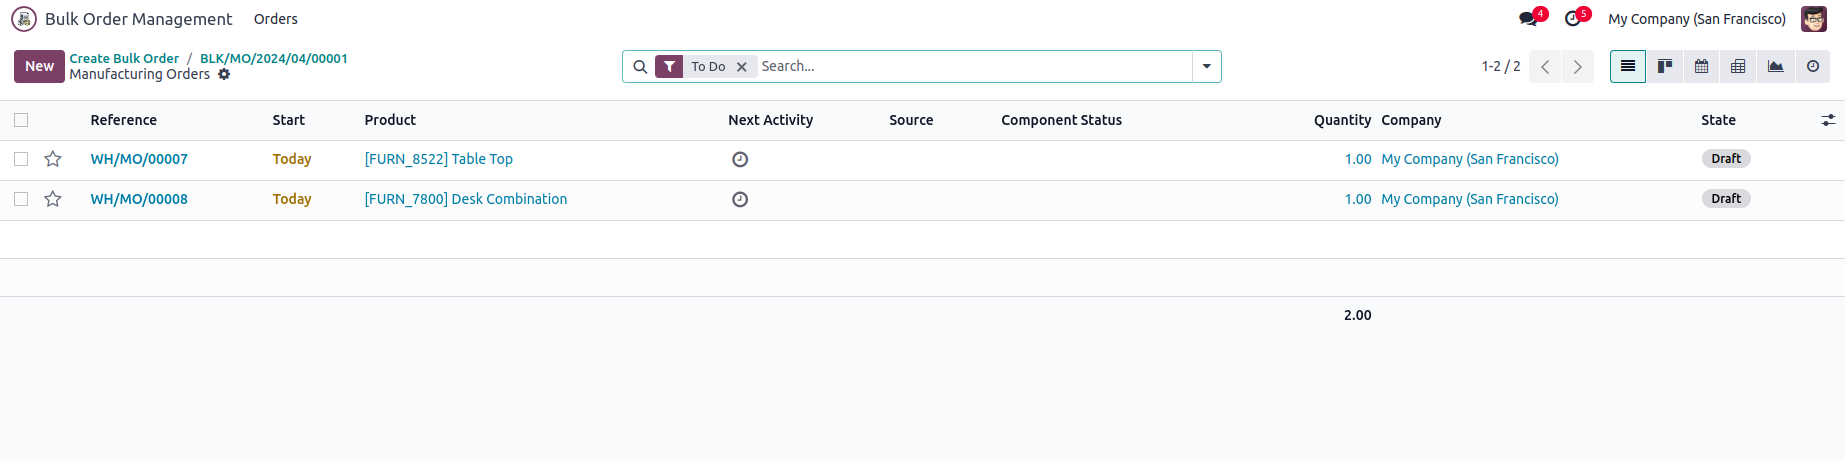 Bulk Order Management Orders 4 5 My Company (San Francisco)
New Create Bulk Order / BLK/MO/2024/04/00001
Manufacturing Orders
To Do Search... 1-2 / 2
Reference Start Product Next Activity Source Component Status Quantity Company State
WH/MO/00007 Today [FURN_8522] Table Top 1.00 My Company (San Francisco) Draft
WH/MO/00008 Today [FURN_7800] Desk Combination 1.00 My Company (San Francisco) Draft
2.00